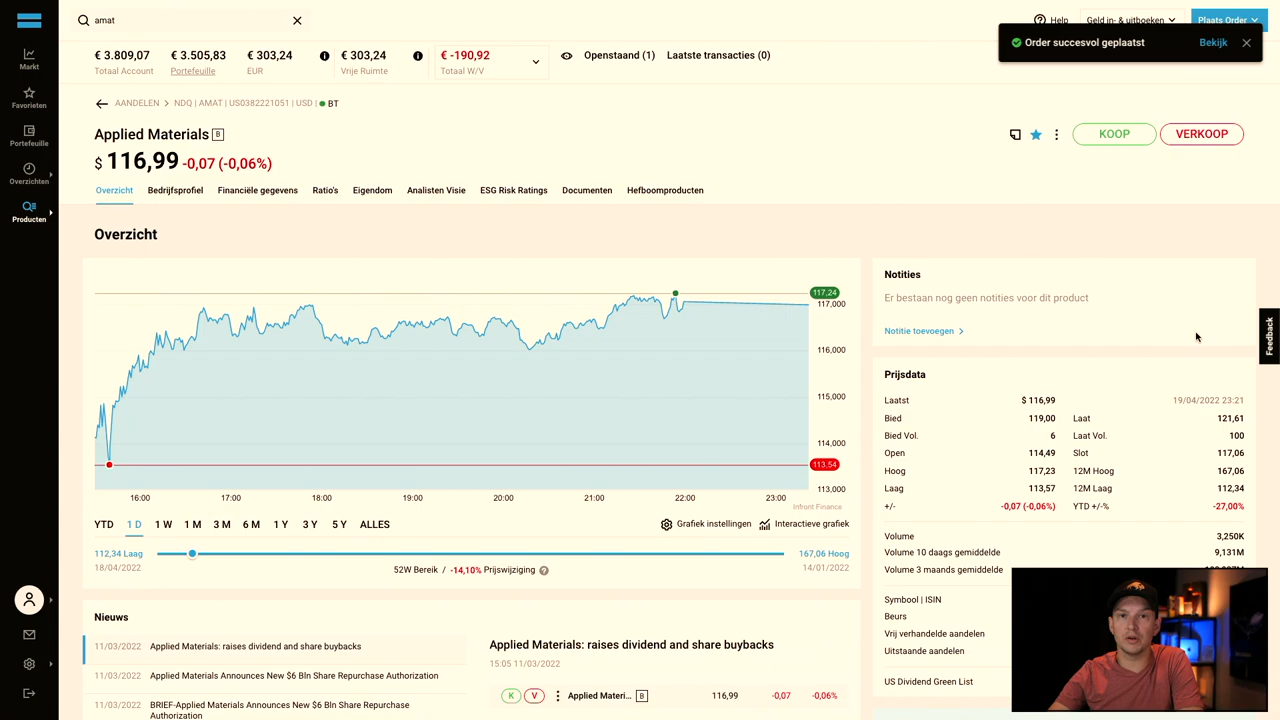 amat
Help
Geld in- & uitboeken
Plaats Order
Order succesvol geplaatst
Bekijk
€ 3.809,07
Totaal Account
€ 3.505,83
Portefeuille
€ 303,24
EUR
€ 303,24
Vrije Ruimte
€ -190,92
Totaal W/V
Openstaand (1)
Laatste transacties (0)
Markt
Favorieten
Portefeuille
Overzichten
Producten
AANDELEN > NDQ | AMAT | US0382221051 | USD | BT
Applied Materials B
$ 116,99 -0,07 (-0,06%)
KOOP
VERKOOP
Overzicht
Bedrijfsprofiel
Financiële gegevens
Ratio's
Eigendom
Analisten Visie
ESG Risk Ratings
Documenten
Hefboomproducten
Overzicht
117,24
117,000
116,000
115,000
114,000
113,54
113,000
16:00 17:00 18:00 19:00 20:00 21:00 22:00 23:00
Infront Finance
YTD 1 D 1 W 1 M 3 M 6 M 1 Y 3 Y 5 Y ALLES
Grafiek instellingen
Interactieve grafiek
112,34 Laag
167,06 Hoog
18/04/2022
52W Bereik / -14,10% Prijswijziging ?
14/01/2022
Nieuws
11/03/2022 Applied Materials: raises dividend and share buybacks
11/03/2022 Applied Materials Announces New $6 Bln Share Repurchase Authorization
11/03/2022 BRIEF-Applied Materials Announces New $6 Bln Share Repurchase
Authorization
Applied Materials: raises dividend and share buybacks
15:05 11/03/2022
K V Applied Materi... B 116,99 -0,07 -0,06%
Notities
Er bestaan nog geen notities voor dit product
Notitie toevoegen >
Feedback
Prijsdata
Laatst $ 116,99 19/04/2022 23:21
Bied 119,00 Laat 121,61
Bied Vol. 6 Laat Vol. 100
Open 114,49 Slot 117,06
Hoog 117,23 12M Hoog 167,06
Laag 113,57 12M Laag 112,34
+/- -0,07 (-0,06%) YTD +/-% -27,00%
Volume 3,250K
Volume 10 daags gemiddelde 9,131M
Volume 3 maands gemiddelde
Symbool | ISIN
Beurs
Vrij verhandelde aandelen
Uitstaande aandelen
US Dividend Green List